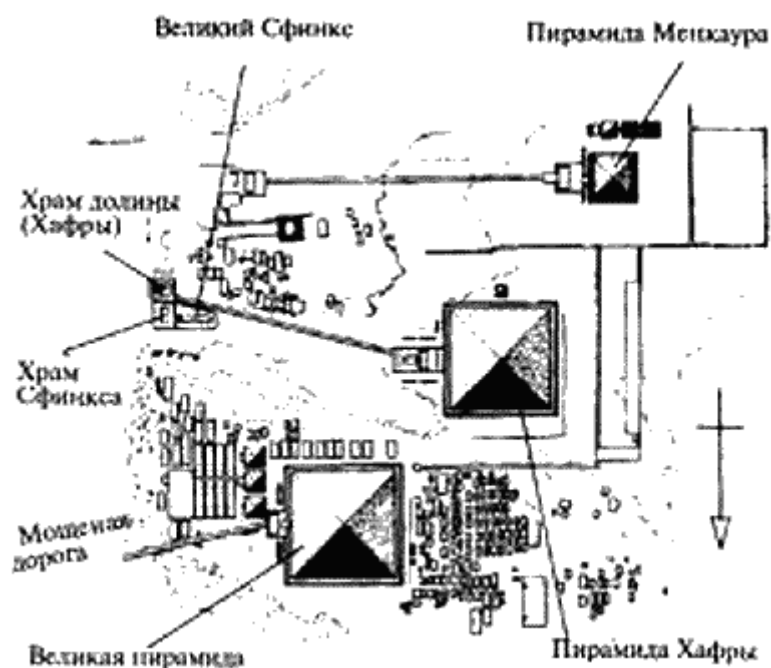 Великий Сфинкс
Пирамида Менкаура
Храм долины
(Хафры)
Храм
Сфинкса
Мощеная
дорога
Великая пирамида
Пирамида Хафры